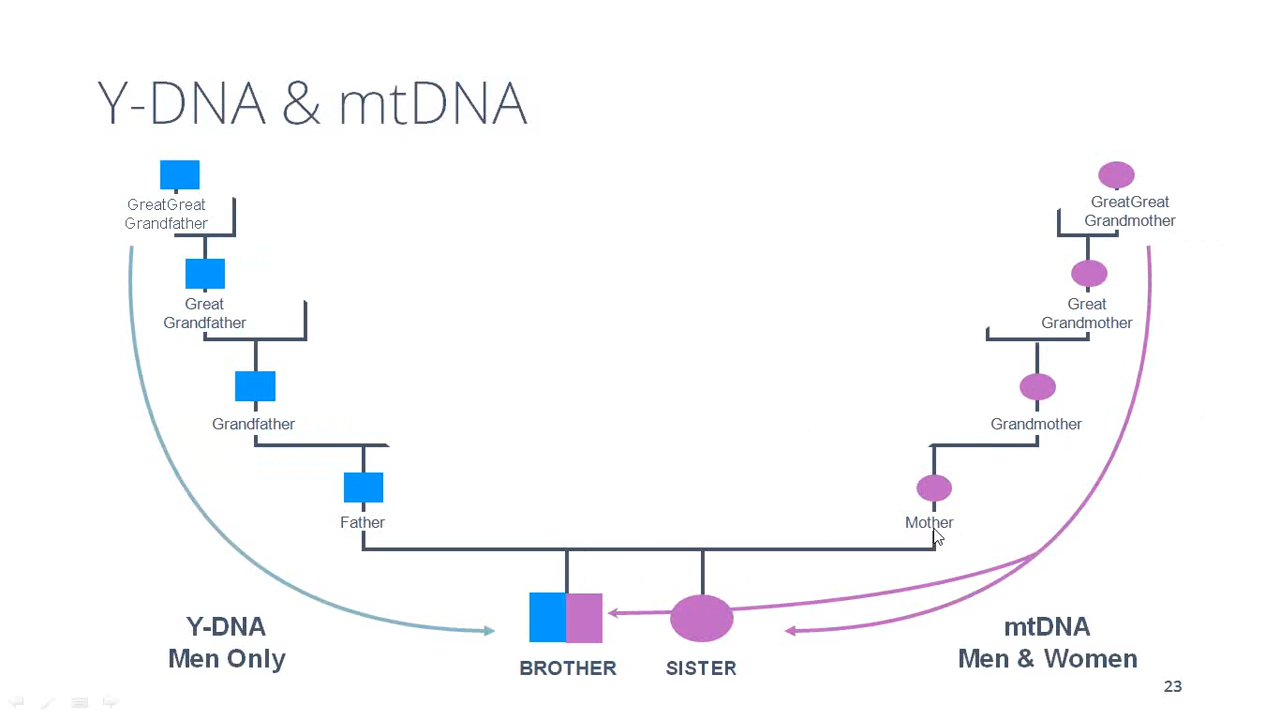 Y-DNA & mtDNA
GreatGreat
Grandfather
Great
Grandfather
Grandfather
Father
GreatGreat
Grandmother
Great
Grandmother
Grandmother
Mother
Y-DNA
Men Only
BROTHER
SISTER
mtDNA
Men & Women
23